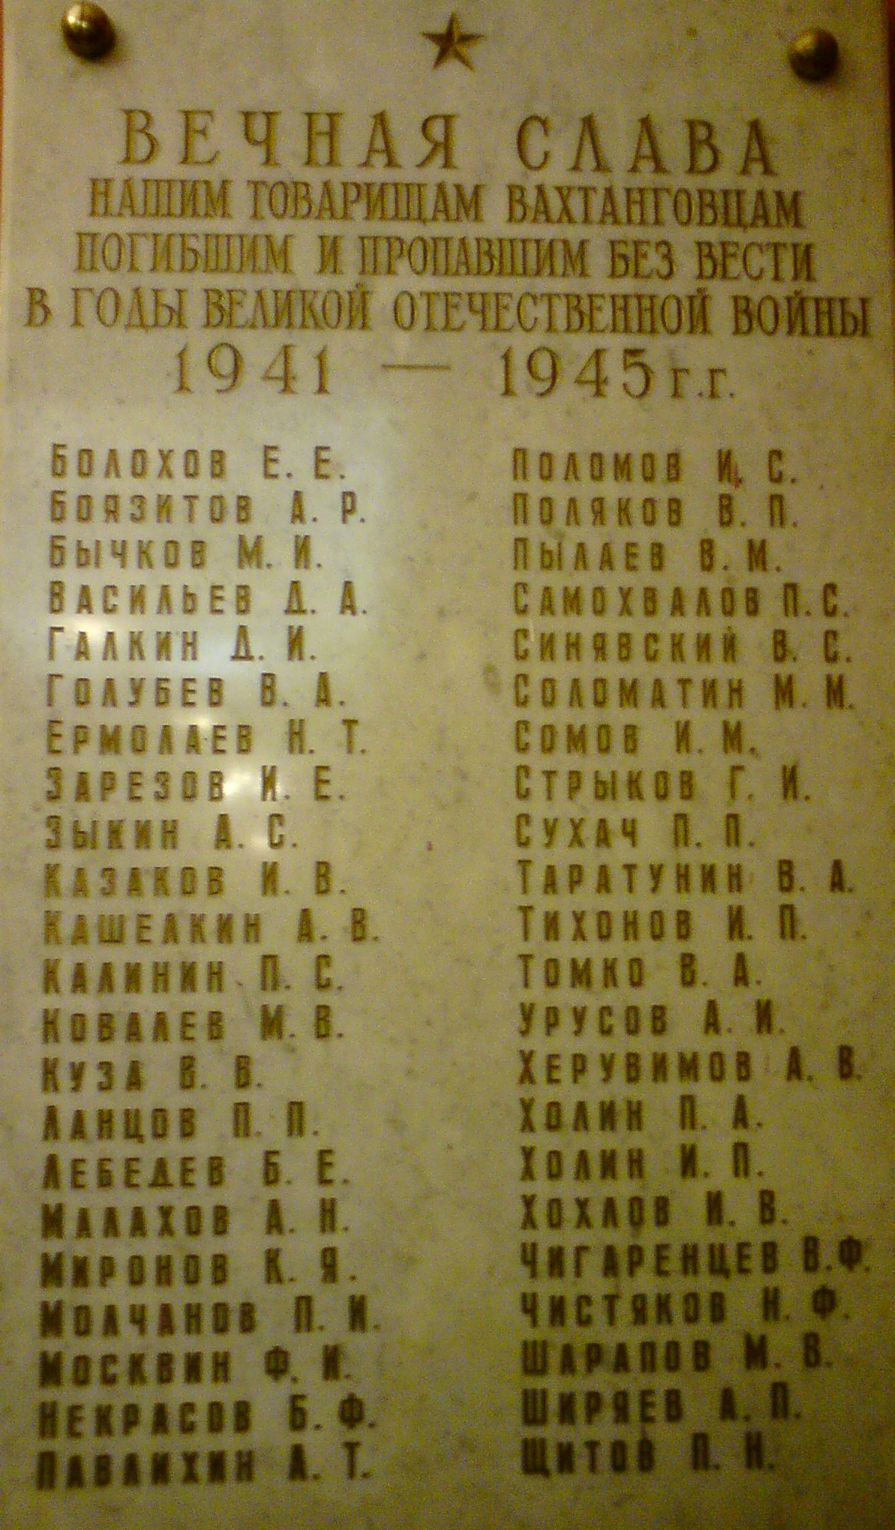 ВЕЧНАЯ СЛАВА
НАШИМ ТОВАРИЩАМ ВАХТАНГОВЦАМ
ПОГИБШИМ И ПРОПАВШИМ БЕЗ ВЕСТИ
В ГОДЫ ВЕЛИКОЙ ОТЕЧЕСТВЕННОЙ ВОЙНЫ
1941 — 1945 г.г.
БОЛОХОВ Е. Е.
БОЯЗИТОВ А. Р.
БЫЧКОВ М. И.
ВАСИЛЬЕВ Д. А.
ГАЛКИН Д. И.
ГОЛУБЕВ В. А.
ЕРМОЛАЕВ Н. Т.
ЗАРЕЗОВ И. Е.
ЗЫКИН А. С.
КАЗАКОВ И. В.
КАШЕЛКИН А. В.
КАЛИНИН П. С.
КОВАЛЕВ М. В.
КУЗА В. В.
ЛАНЦОВ П. П.
ЛЕБЕДЕВ Б. Е.
МАЛАХОВ А. Н.
МИРОНОВ К. Я.
МОЛЧАНОВ П. И.
МОСКВИН Ф. И.
НЕКРАСОВ Б. Ф.
ПАВЛИХИН А. Т.
ПОЛОМОВ И. С.
ПОЛЯКОВ В. П.
ПЫЛАЕВ В. М.
САМОХВАЛОВ П. С.
СИНЯВСКИЙ В. С.
СОЛОМАТИН М. М.
СОМОВ И. М.
СТРЫКОВ Г. И.
СУХАЧ П. П.
ТАРАТУНИН В. А.
ТИХОНОВ И. П.
ТОМКО В. А.
УРУСОВ А. И.
ХЕРУВИМОВ А. В.
ХОЛИН П. А.
ХОЛИН И. П.
ХОХЛОВ И. В.
ЧИГАРЕНЦЕВ В. Ф.
ЧИСТЯКОВ Н. Ф.
ШАРАПОВ М. В.
ШИРЯЕВ А. П.
ЩИТОВ П. Н.